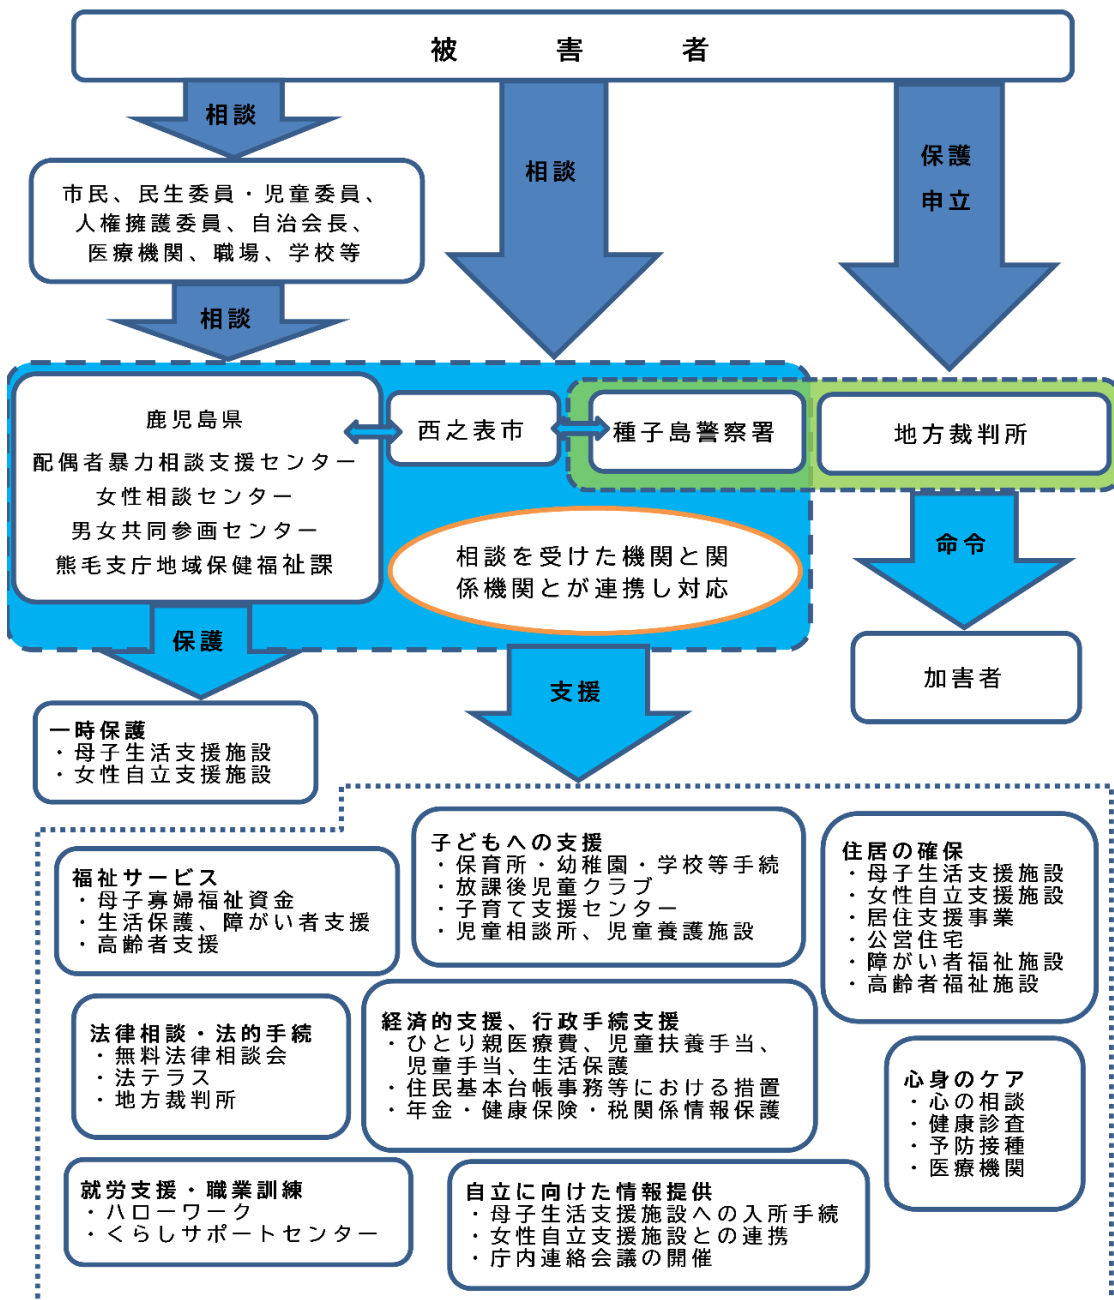 被害者
相談
相談
保護
申立
市民、民生委員・児童委員、
人権擁護委員、自治会長、
医療機関、職場、学校等
相談
鹿児島県
配偶者暴力相談支援センター
女性相談センター
男女共同参画センター
熊毛支庁地域保健福祉課
西之表市
種子島警察署
地方裁判所
相談を受けた機関と関
係機関とが連携し対応
命令
加害者
保護
支援
一時保護
・母子生活支援施設
・女性自立支援施設
福祉サービス
・母子寡婦福祉資金
・生活保護、障がい者支援
・高齢者支援
子どもへの支援
・保育所・幼稚園・学校等手続
・放課後児童クラブ
・子育て支援センター
・児童相談所、児童養護施設
住居の確保
・母子生活支援施設
・女性自立支援施設
・居住支援事業
・公営住宅
・障がい者福祉施設
・高齢者福祉施設
法律相談・法的手続
・無料法律相談会
・法テラス
・地方裁判所
経済的支援、行政手続支援
・ひとり親医療費、児童扶養手当、
児童手当、生活保護
・住民基本台帳事務等における措置
・年金・健康保険・税関係情報保護
心身のケア
・心の相談
・健康診査
・予防接種
・医療機関
就労支援・職業訓練
・ハローワーク
・くらしサポートセンター
自立に向けた情報提供
・母子生活支援施設への入所手続
・女性自立支援施設との連携
・庁内連絡会議の開催